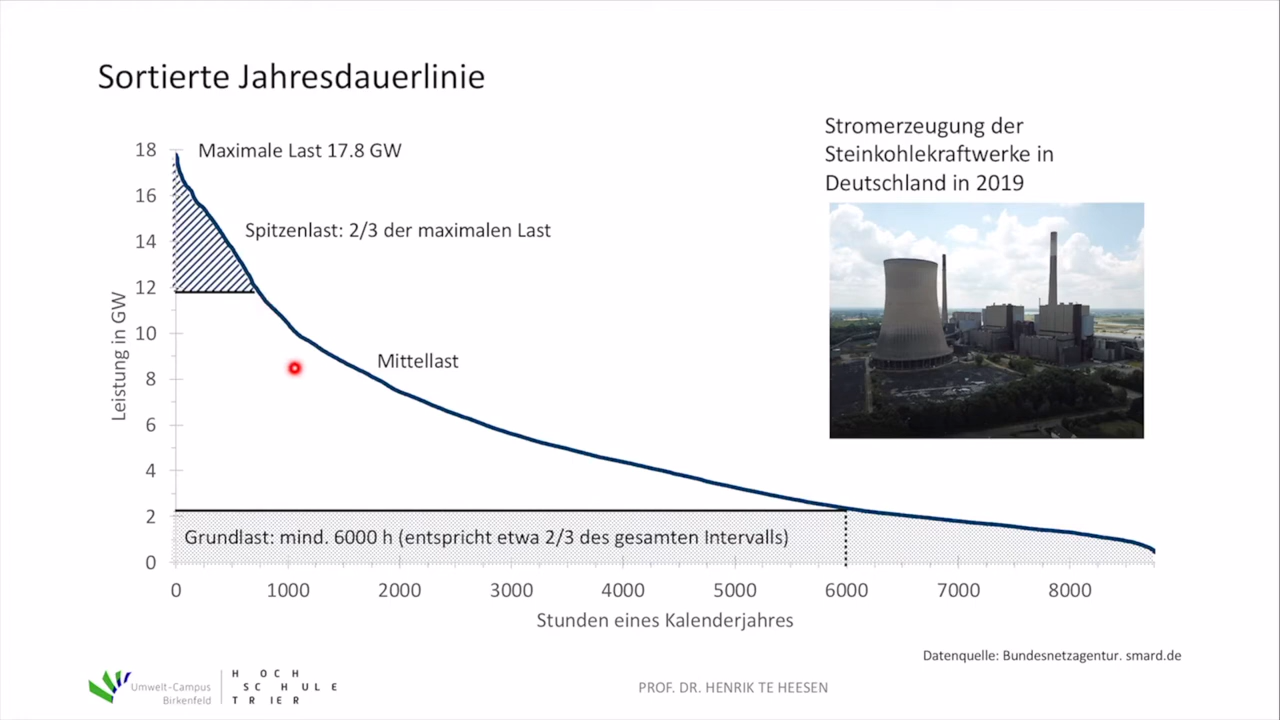 Sortierte Jahresdauerlinie
Stromerzeugung der
Steinkohlekraftwerke in
Deutschland in 2019
Maximale Last 17.8 GW
Spitzenlast: 2/3 der maximalen Last
Mittellast
Grundlast: mind. 6000 h (entspricht etwa 2/3 des gesamten Intervalls)
Leistung in GW
18
16
14
12
10
8
6
4
2
0
0 1000 2000 3000 4000 5000 6000 7000 8000
Stunden eines Kalenderjahres
Datenquelle: Bundesnetzagentur. smard.de
Umwelt-Campus
Birkenfeld
HOCH
SCHULE
TRIER
PROF. DR. HENRIK TE HEESEN